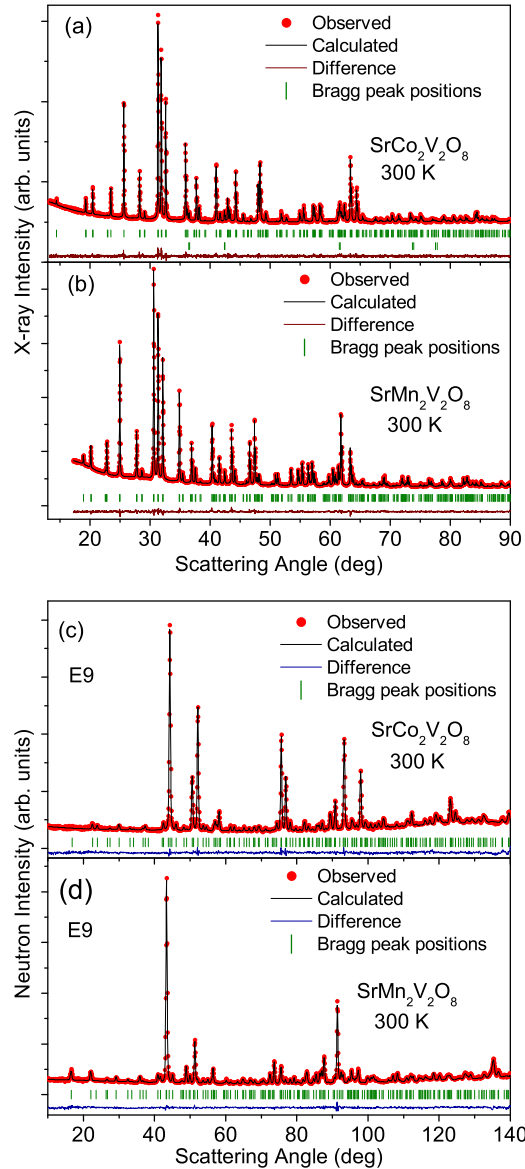 (a)
Observed
Calculated
Difference
Bragg peak positions
SrCo₂V₂O₈
300 K
X-ray Intensity (arb. units)
(b)
Observed
Calculated
Difference
Bragg peak positions
SrMn₂V₂O₈
300 K
20 30 40 50 60 70 80 90
Scattering Angle (deg)
(c)
E9
Observed
Calculated
Difference
Bragg peak positions
SrCo₂V₂O₈
300 K
Neutron Intensity (arb. units)
(d)
E9
Observed
Calculated
Difference
Bragg peak positions
SrMn₂V₂O₈
300 K
20 40 60 80 100 120 140
Scattering Angle (deg)